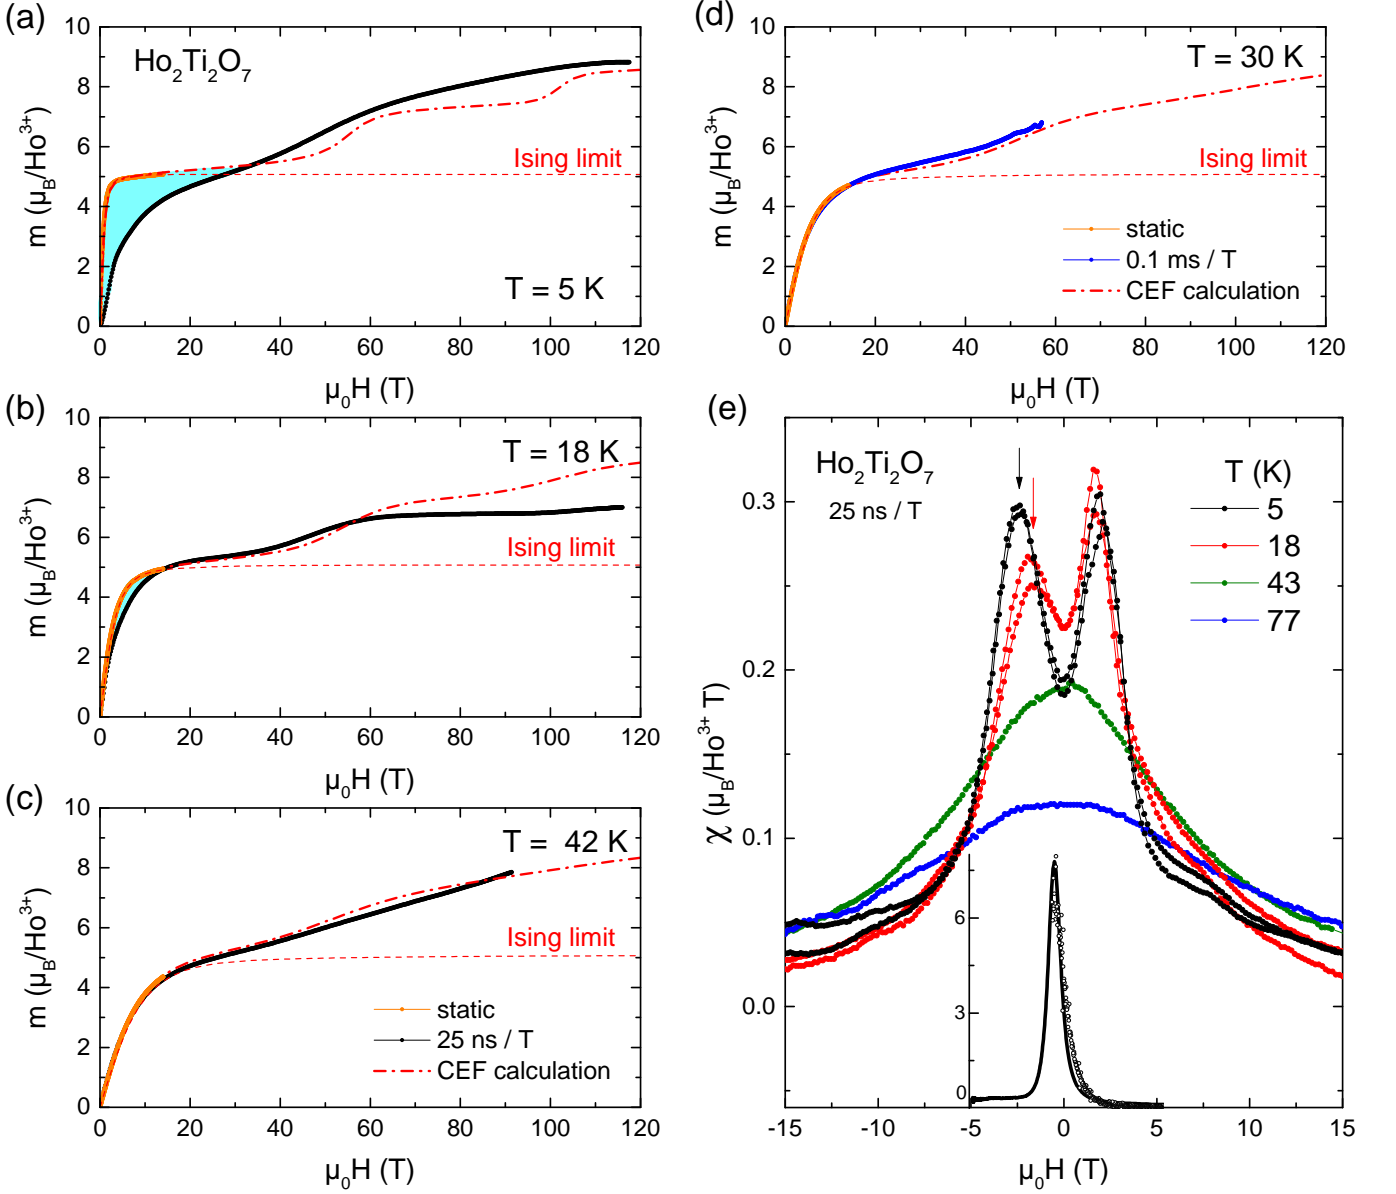 (a)
Ho₂Ti₂O₇
Ising limit
T = 5 K
m (μ_B/Ho³⁺)
10
8
6
4
2
0
0 20 40 60 80 100 120
μ₀H (T)
(b)
T = 18 K
Ising limit
m (μ_B/Ho³⁺)
10
8
6
4
2
0
0 20 40 60 80 100 120
μ₀H (T)
(c)
T = 42 K
Ising limit
static
25 ns / T
CEF calculation
m (μ_B/Ho³⁺)
10
8
6
4
2
0
0 20 40 60 80 100 120
μ₀H (T)
(d)
T = 30 K
Ising limit
static
0.1 ms / T
CEF calculation
m (μ_B/Ho³⁺)
10
8
6
4
2
0
0 20 40 60 80 100 120
μ₀H (T)
(e)
Ho₂Ti₂O₇
25 ns / T
T (K)
5
18
43
77
χ (μ_B/Ho³⁺ T)
0.3
0.2
0.1
0.0
6
3
0
-5 0 5
-15 -10 -5 0 5 10 15
μ₀H (T)